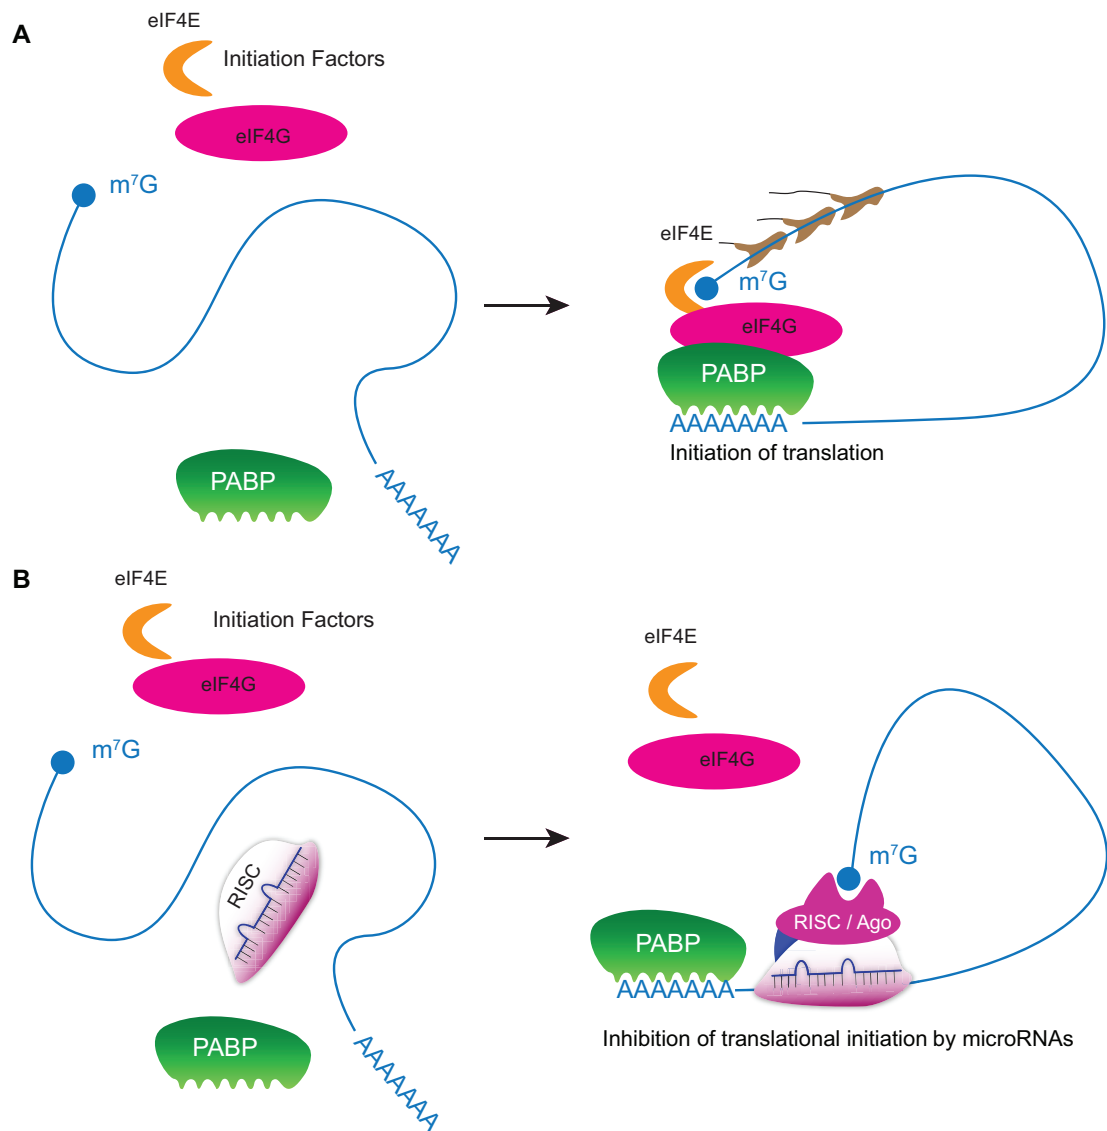 A
eIF4E
Initiation Factors
eIF4G
m⁷G
PABP
AAAAAAA
eIF4E
m⁷G
eIF4G
PABP
AAAAAAA
Initiation of translation
B
eIF4E
Initiation Factors
eIF4G
m⁷G
RISC
PABP
AAAAAAA
eIF4E
eIF4G
m⁷G
RISC / Ago
PABP
AAAAAAA
Inhibition of translational initiation by microRNAs